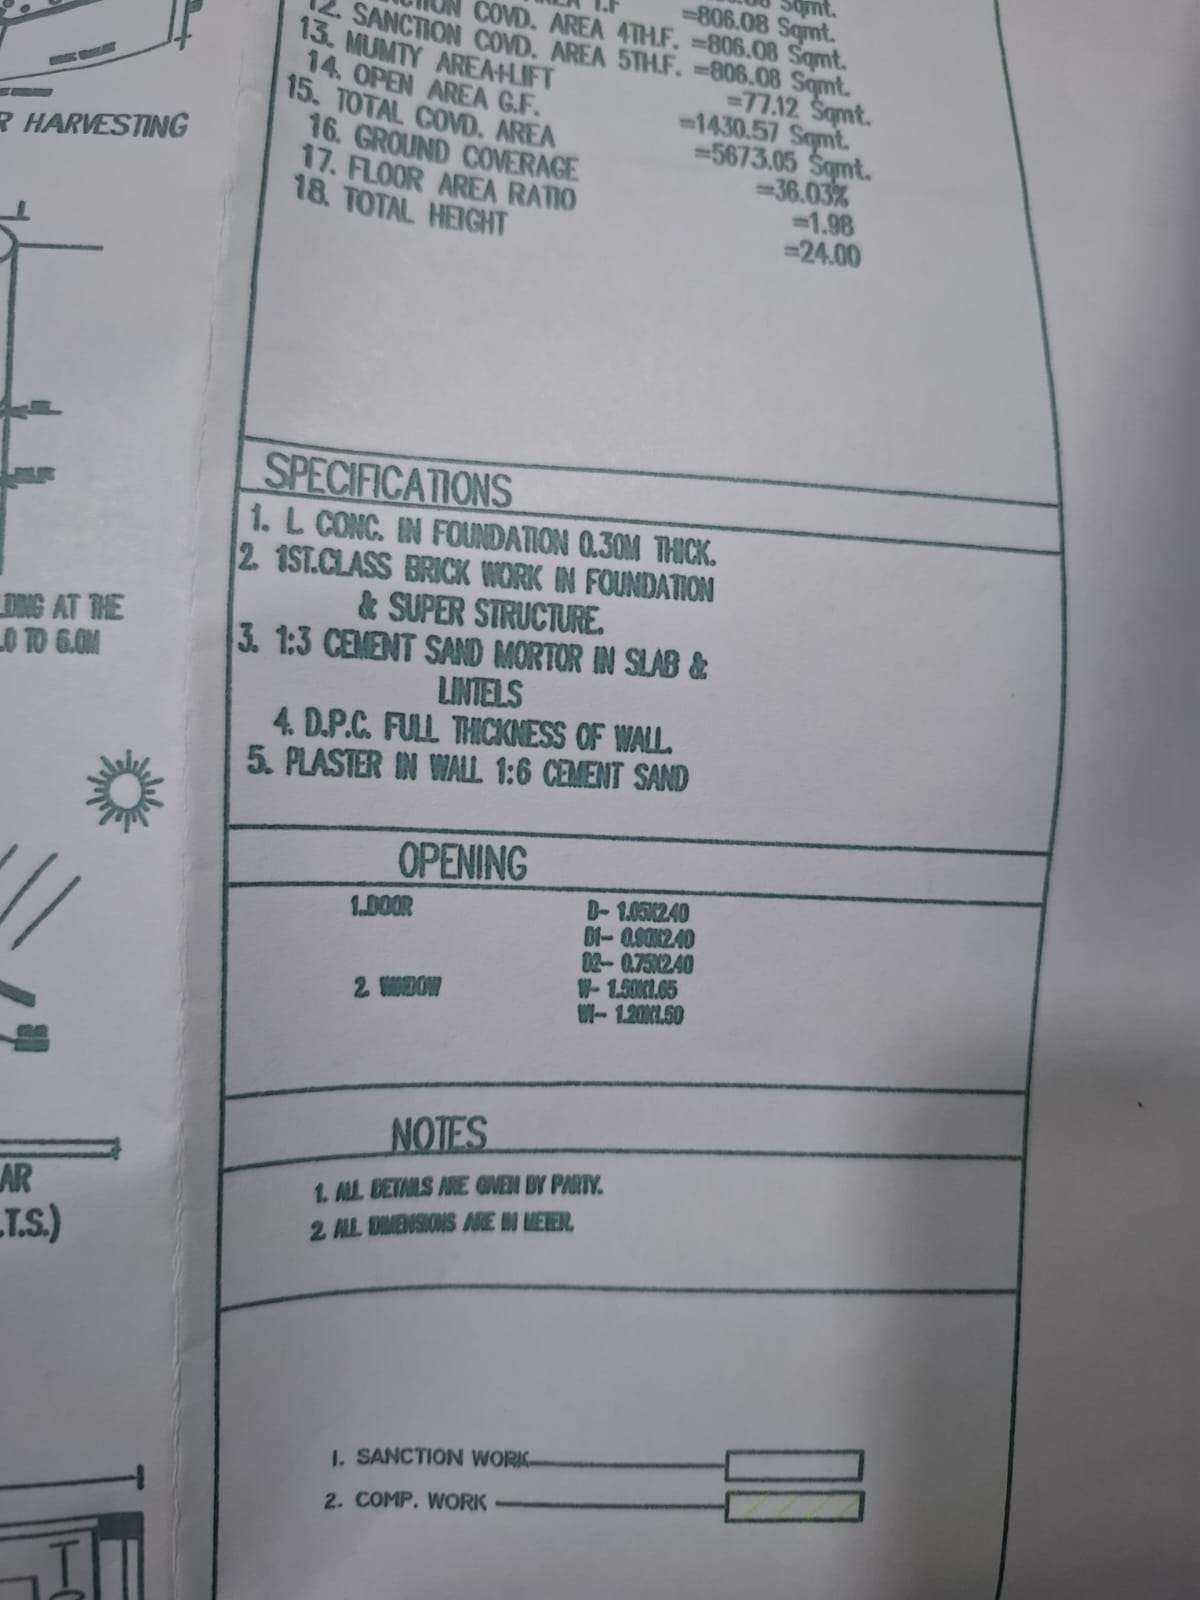 =806.08 Sqmt.
COVD. AREA 4TH.F. =806.08 Sqmt.
12. SANCTION COVD. AREA 5TH.F. =806.08 Sqmt.
13. MUMTY AREA+LIFT =77.12 Sqmt.
14. OPEN AREA G.F. =1430.57 Sqmt.
15. TOTAL COVD. AREA =5673.05 Sqmt.
16. GROUND COVERAGE =36.03%
17. FLOOR AREA RATIO =1.98
18. TOTAL HEIGHT =24.00
R HARVESTING
SPECIFICATIONS
1. L CONC. IN FOUNDATION 0.30M THICK.
2. 1ST.CLASS BRICK WORK IN FOUNDATION
& SUPER STRUCTURE.
3. 1:3 CEMENT SAND MORTOR IN SLAB &
LINTELS
4. D.P.C. FULL THICKNESS OF WALL.
5. PLASTER IN WALL 1:6 CEMENT SAND
AT THE
TO 6.0M
OPENING
1..DOOR D- 1.05X2.40
D1- 0.90X2.40
D2- 0.75X2.40
2. WINDOW W- 1.50X1.65
W1- 1.20X1.50
NOTES
1. ALL DETAILS ARE GIVEN BY PARTY.
2. ALL DIMENSIONS ARE IN METER.
AR
.T.S.)
1. SANCTION WORK
2. COMP. WORK